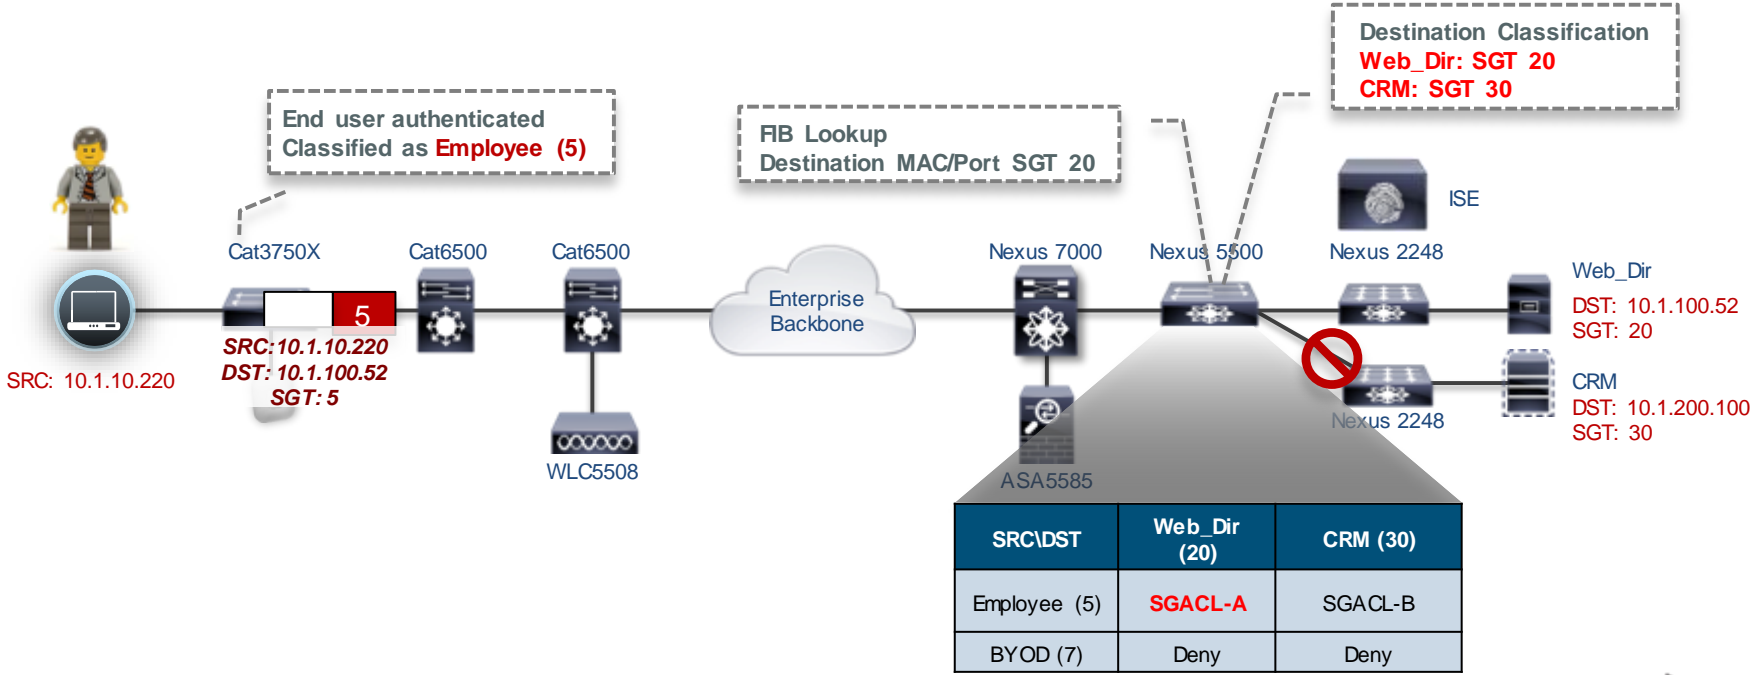 Destination Classification
Web_Dir: SGT 20
CRM: SGT 30
End user authenticated
Classified as Employee (5)
FIB Lookup
Destination MAC/Port SGT 20
ISE
Cat3750X
Cat6500
Cat6500
Nexus 7000
Nexus 5500
Nexus 2248
Web_Dir
DST: 10.1.100.52
SGT: 20
Enterprise
Backbone
5
SRC:10.1.10.220
DST: 10.1.100.52
SGT: 5
SRC: 10.1.10.220
CRM
DST: 10.1.200.100
SGT: 30
Nexus 2248
WLC5508
ASA5585
SRC\DST
Web_Dir
(20)
CRM (30)
Employee (5)
SGACL-A
SGACL-B
BYOD (7)
Deny
Deny